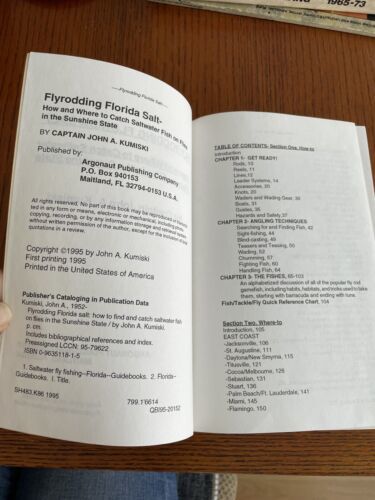 1965-73
----Flyrodding Florida Salt----
Flyrodding Florida Salt-
How and Where to Catch Saltwater Fish on Flies
in the Sunshine State
BY CAPTAIN JOHN A. KUMISKI
Published by:
Argonaut Publishing Company
P.O. Box 940153
Maitland, FL 32794-0153 U.S.A.
All rights reserved. No part of this book may be reproduced or
ted in any form or means, electronic or mechanical, including
copying, recording, or by any information storage and retrieval
without written permission of the author, except for the inclusion of
quotations in a review.
Copyright ©1995 by John A. Kumiski
First printing 1995
Printed in the United States of America
Publisher's Cataloging in Publication Data
Kumiski, John A., 1952-
Flyrodding Florida salt: how to find and catch saltwater
fish on flies in the Sunshine State / by John A. Kumiski.
p. cm.
Includes bibliographical references and index.
Preassigned LCCN: 95-79622
ISBN 0-9635118-1-5
1. Saltwater fly fishing--Florida--Guidebooks. 2. Florida--
Guidebooks. I. Title.
SH483.K86 1995
799.1'6614
QBI95-20152
TABLE OF CONTENTS- Section One, How-to
Introduction
CHAPTER 1- GET READY!
Rods, 10
Reels, 11
Lines, 12
Leader Systems, 14
Accessories, 20
Knots, 20
Waders and Wading Gear, 30
Boats, 31
Guides, 35
Hazards and Safety, 37
CHAPTER 2- ANGLING TECHNIQUES
Searching for and Finding Fish, 42
Sight-fishing, 44
Blind-casting, 49
Teasers and Teasing, 50
Wading, 53
Chumming, 57
Fighting Fish, 60
Handling Fish, 64
CHAPTER 3- THE FISHES, 65-103
An alphabetized discussion of all of the popular fly rod
gamefish, including habits, habitats, and hooks used to take
them, starting with barracuda and ending with tuna.
Fish/Tackle/Fly Quick Reference Chart, 104
Section Two, Where-to
Introduction, 105
EAST COAST
-Jacksonville, 106
-St. Augustine, 111
-Daytona/New Smyrna, 115
-Titusville, 121
-Cocoa/Melbourne, 126
-Sebastian, 131
-Stuart, 136
-Palm Beach/Ft. Lauderdale, 141
-Miami, 145
-Flamingo, 150